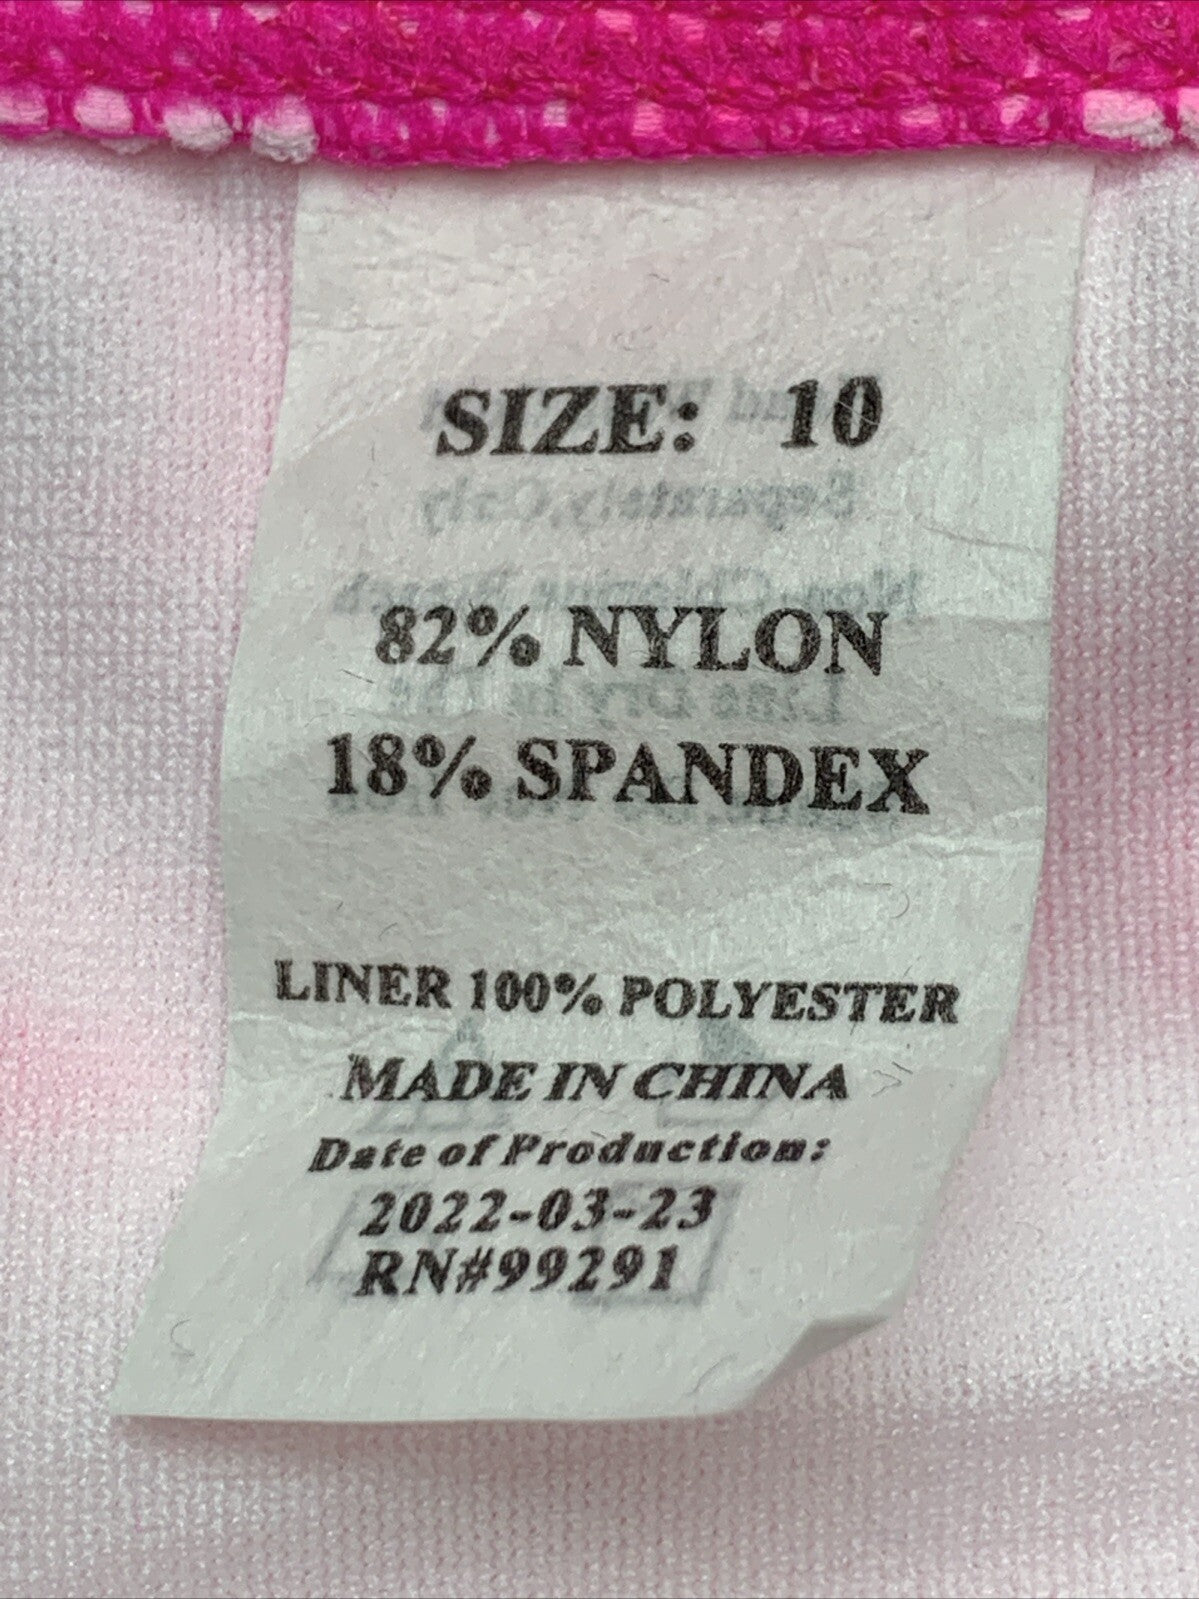 SIZE: 10
82% NYLON
18% SPANDEX
LINER 100% POLYESTER
MADE IN CHINA
Date of Production:
2022-03-23
RN#99291